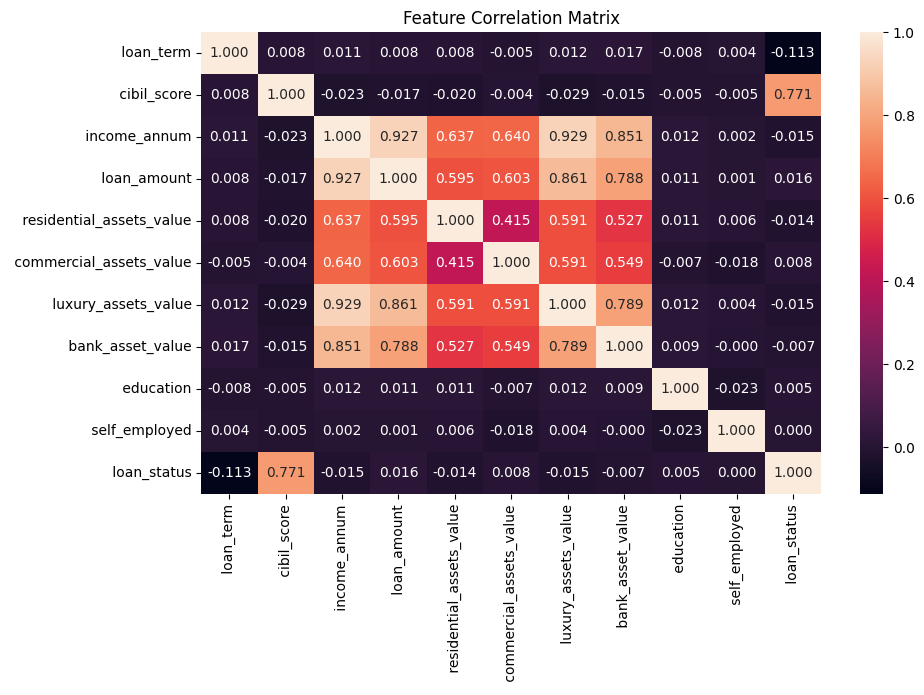 Feature Correlation Matrix
loan_term 1.000 0.008 0.011 0.008 0.008 -0.005 0.012 0.017 -0.008 0.004 -0.113
cibil_score 0.008 1.000 -0.023 -0.017 -0.020 -0.004 -0.029 -0.015 -0.005 -0.005 0.771
income_annum 0.011 -0.023 1.000 0.927 0.637 0.640 0.929 0.851 0.012 0.002 -0.015
loan_amount 0.008 -0.017 0.927 1.000 0.595 0.603 0.861 0.788 0.011 0.001 0.016
residential_assets_value 0.008 -0.020 0.637 0.595 1.000 0.415 0.591 0.527 0.011 0.006 -0.014
commercial_assets_value -0.005 -0.004 0.640 0.603 0.415 1.000 0.591 0.549 -0.007 -0.018 0.008
luxury_assets_value 0.012 -0.029 0.929 0.861 0.591 0.591 1.000 0.789 0.012 0.004 -0.015
bank_asset_value 0.017 -0.015 0.851 0.788 0.527 0.549 0.789 1.000 0.009 -0.000 -0.007
education -0.008 -0.005 0.012 0.011 0.011 -0.007 0.012 0.009 1.000 -0.023 0.005
self_employed 0.004 -0.005 0.002 0.001 0.006 -0.018 0.004 -0.000 -0.023 1.000 0.000
loan_status -0.113 0.771 -0.015 0.016 -0.014 0.008 -0.015 -0.007 0.005 0.000 1.000
loan_term
cibil_score
income_annum
loan_amount
residential_assets_value
commercial_assets_value
luxury_assets_value
bank_asset_value
education
self_employed
loan_status
1.0
0.8
0.6
0.4
0.2
0.0